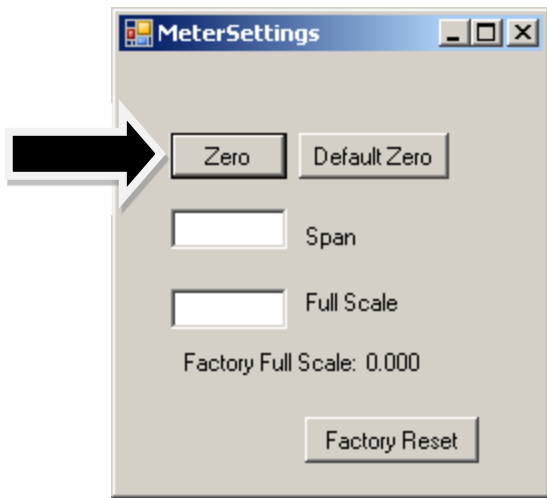 MeterSettings
Zero Default Zero
Span
Full Scale
Factory Full Scale: 0.000
Factory Reset